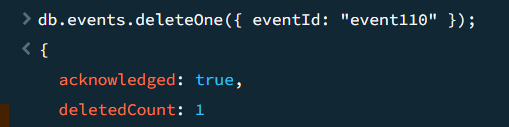 > db.events.deleteOne({ eventId: "event110" });
< {
acknowledged: true,
deletedCount: 1